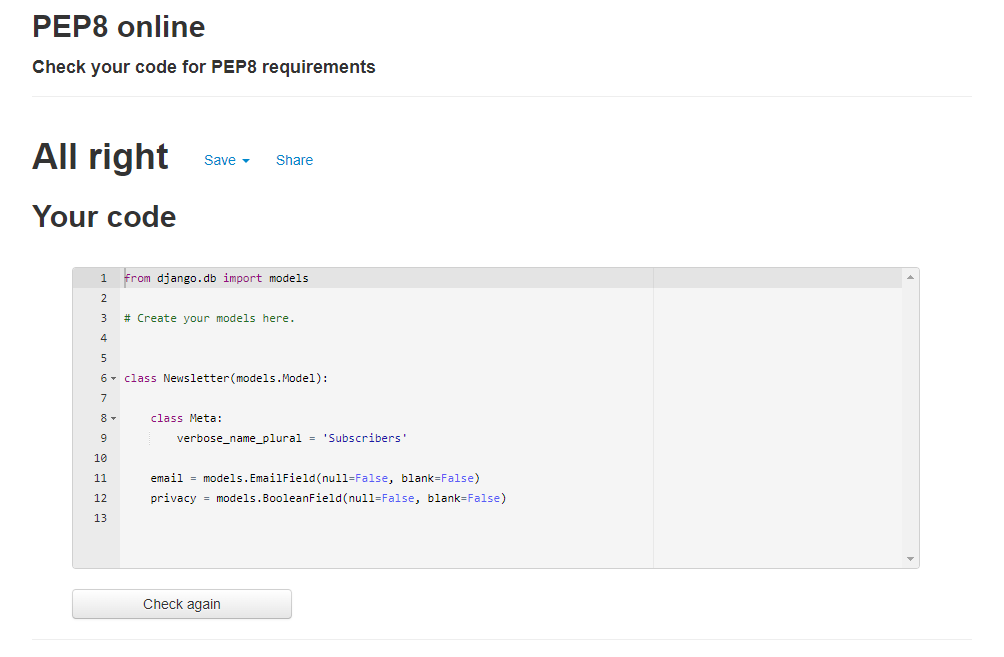 PEP8 online
Check your code for PEP8 requirements
All right Save Share
Your code
1 from django.db import models
2
3 # Create your models here.
4
5
6 class Newsletter(models.Model):
7
8     class Meta:
9         verbose_name_plural = 'Subscribers'
10
11     email = models.EmailField(null=False, blank=False)
12     privacy = models.BooleanField(null=False, blank=False)
13
Check again